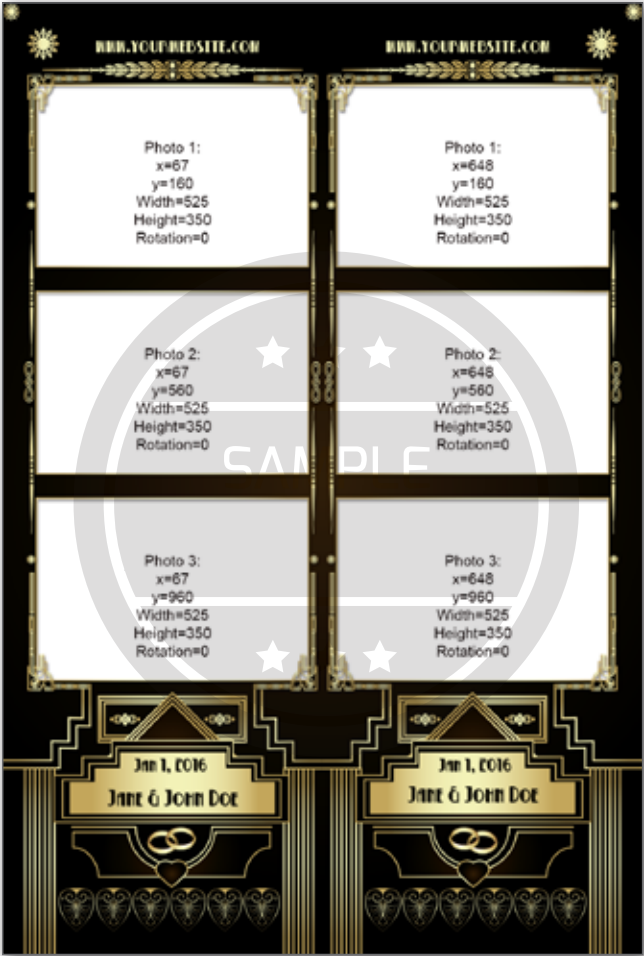 WWW.YOURWEBSITE.COM
WWW.YOURWEBSITE.COM
Photo 1:
x=67
y=160
Width=525
Height=350
Rotation=0
Photo 1:
x=648
y=160
Width=525
Height=350
Rotation=0
Photo 2:
x=67
y=560
Width=525
Height=350
Rotation=0
Photo 2:
x=648
y=560
Width=525
Height=350
Rotation=0
SAMPLE
Photo 3:
x=67
y=960
Width=525
Height=350
Rotation=0
Photo 3:
x=648
y=960
Width=525
Height=350
Rotation=0
Jan 1, 2016
Jane & John Doe
Jan 1, 2016
Jane & John Doe